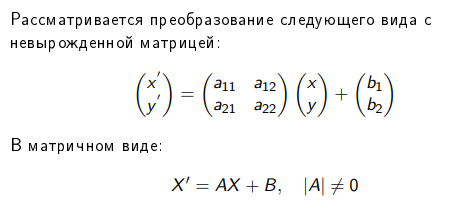 Рассматривается преобразование следующего вида с
невырожденной матрицей:
$$\begin{pmatrix} x' \\ y' \end{pmatrix} = \begin{pmatrix} a_{11} & a_{12} \\ a_{21} & a_{22} \end{pmatrix} \begin{pmatrix} x \\ y \end{pmatrix} + \begin{pmatrix} b_1 \\ b_2 \end{pmatrix}$$
В матричном виде:
$$X' = AX + B, \quad |A| \neq 0$$